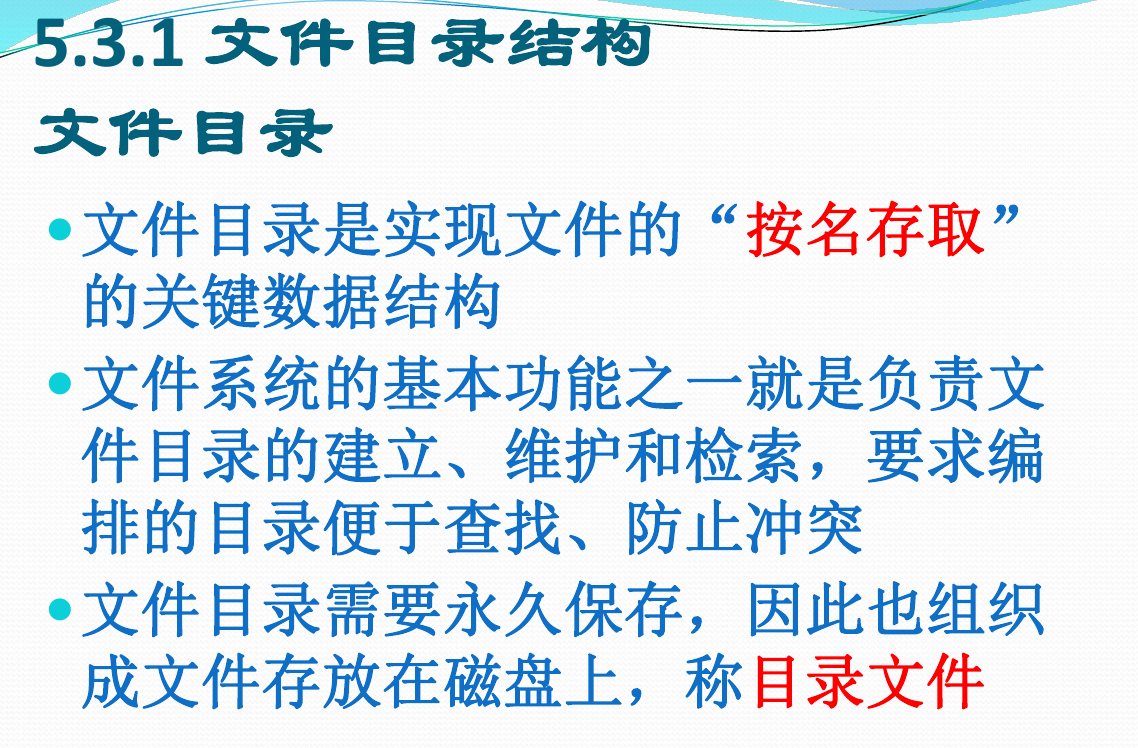 5.3.1 文件目录结构
文件目录
文件目录是实现文件的“按名存取”
的关键数据结构
文件系统的基本功能之一就是负责文
件目录的建立、维护和检索，要求编
排的目录便于查找、防止冲突
文件目录需要永久保存，因此也组织
成文件存放在磁盘上，称目录文件